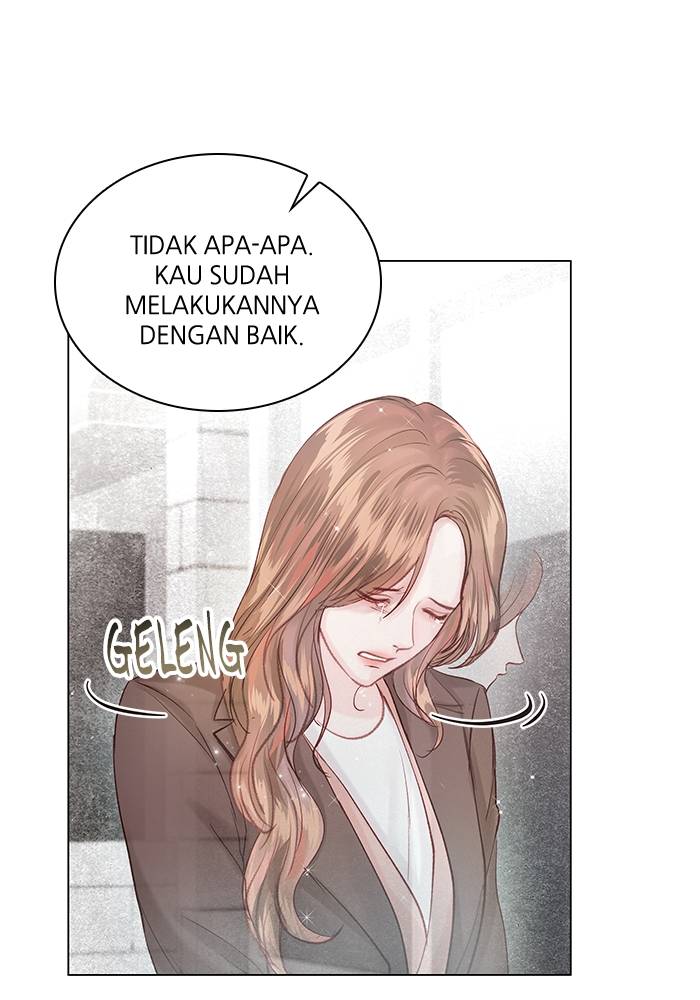 TIDAK APA-APA.
KAU SUDAH
MELAKUKANNYA
DENGAN BAIK.
GELENG